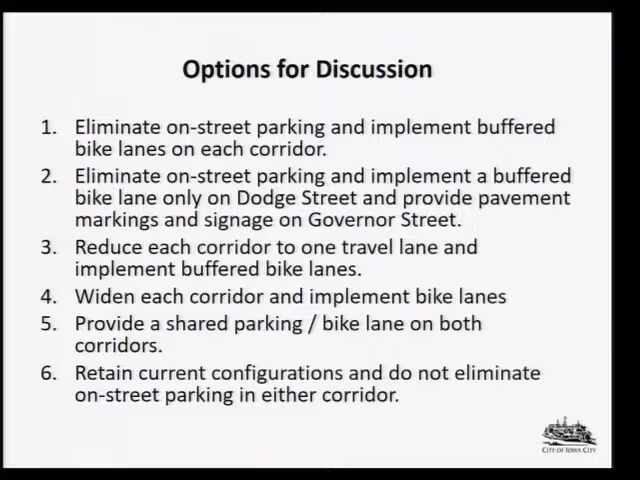 Options for Discussion
1. Eliminate on-street parking and implement buffered
bike lanes on each corridor.
2. Eliminate on-street parking and implement a buffered
bike lane only on Dodge Street and provide pavement
markings and signage on Governor Street.
3. Reduce each corridor to one travel lane and
implement buffered bike lanes.
4. Widen each corridor and implement bike lanes
5. Provide a shared parking / bike lane on both
corridors.
6. Retain current configurations and do not eliminate
on-street parking in either corridor.
CITY OF IOWA CITY